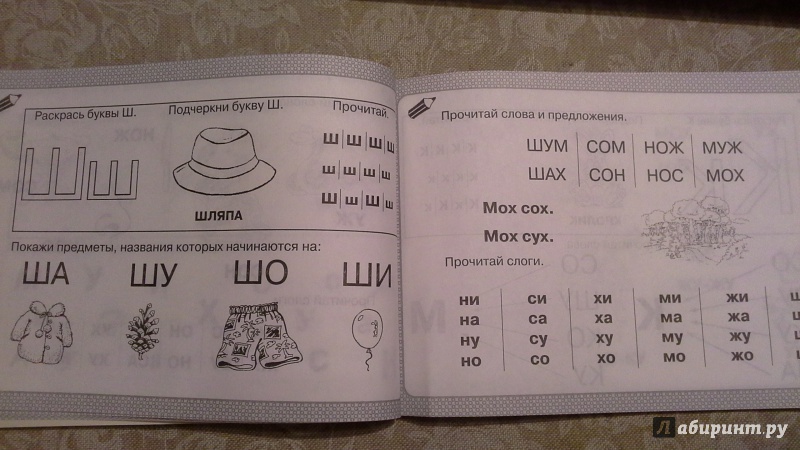 Раскрась буквы Ш. Подчеркни букву Ш. Прочитай.
Ш Ш
Ш Ш Ш Ш
ш ш ш ш
Ш ш Ш ш
ШЛЯПА
Покажи предметы, названия которых начинаются на:
ША ШУ ШО ШИ
Прочитай слова и предложения.
ШУМ СОМ НОЖ МУЖ
ШАХ СОН НОС МОХ
Мох сох.
Мох сух.
Прочитай слоги.
ни си хи ми жи
на са ха ма жа
ну су ху му жу
но со хо мо жо
Лабиринт.ру